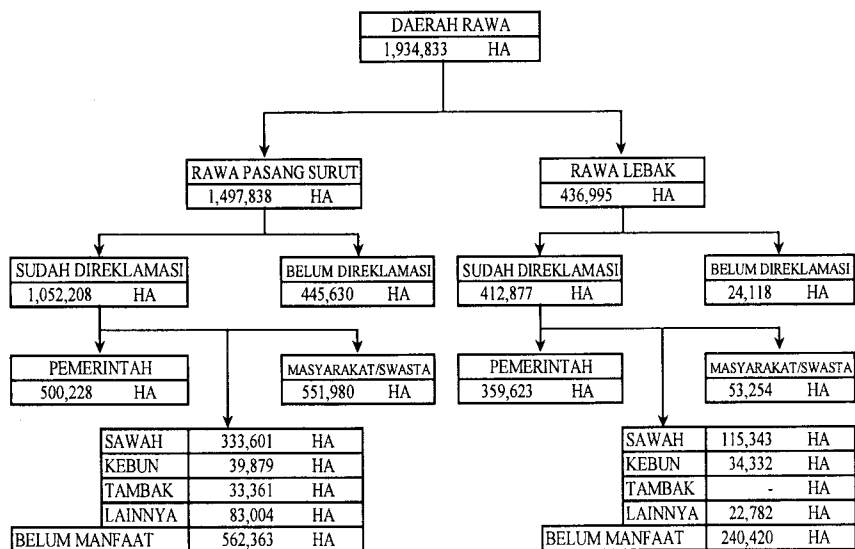 DAERAH RAWA
1,934,833 HA
RAWA PASANG SURUT
1,497,838 HA
RAWA LEBAK
436,995 HA
SUDAH DIREKLAMASI
1,052,208 HA
BELUM DIREKLAMASI
445,630 HA
SUDAH DIREKLAMASI
412,877 HA
BELUM DIREKLAMASI
24,118 HA
PEMERINTAH
500,228 HA
MASYARAKAT/SWASTA
551,980 HA
PEMERINTAH
359,623 HA
MASYARAKAT/SWASTA
53,254 HA
SAWAH 333,601 HA
KEBUN 39,879 HA
TAMBAK 33,361 HA
LAINNYA 83,004 HA
BELUM MANFAAT 562,363 HA
SAWAH 115,343 HA
KEBUN 34,332 HA
TAMBAK - HA
LAINNYA 22,782 HA
BELUM MANFAAT 240,420 HA